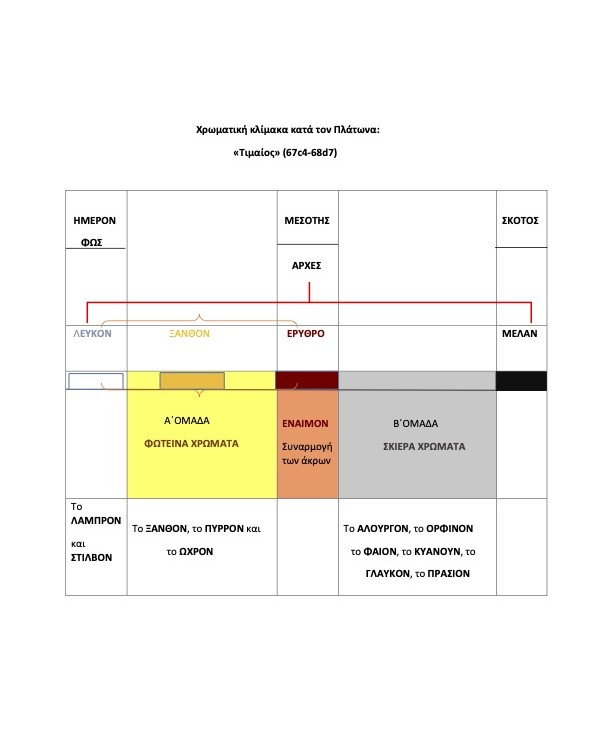 Χρωματική κλίμακα κατά τον Πλάτωνα:
«Τιμαίος» (67c4-68d7)
ΗΜΕΡΟΝ
ΦΩΣ
ΜΕΣΟΤΗΣ
ΣΚΟΤΟΣ
ΑΡΧΕΣ
ΛΕΥΚΟΝ
ΞΑΝΘΟΝ
ΕΡΥΘΡΟ
ΜΕΛΑΝ
Α΄ΟΜΑΔΑ
ΦΩΤΕΙΝΑ ΧΡΩΜΑΤΑ
ΕΝΑΙΜΟΝ
Συναρμογή
των άκρων
Β΄ΟΜΑΔΑ
ΣΚΙΕΡΑ ΧΡΩΜΑΤΑ
Το
ΛΑΜΠΡΟΝ
και
ΣΤΙΛΒΟΝ
Το ΞΑΝΘΟΝ, το ΠΥΡΡΟΝ και
το ΩΧΡΟΝ
Το ΑΛΟΥΡΓΟΝ, το ΟΡΦΙΝΟΝ
το ΦΑΙΟΝ, το ΚΥΑΝΟΥΝ, το
ΓΛΑΥΚΟΝ, το ΠΡΑΣΙΟΝ